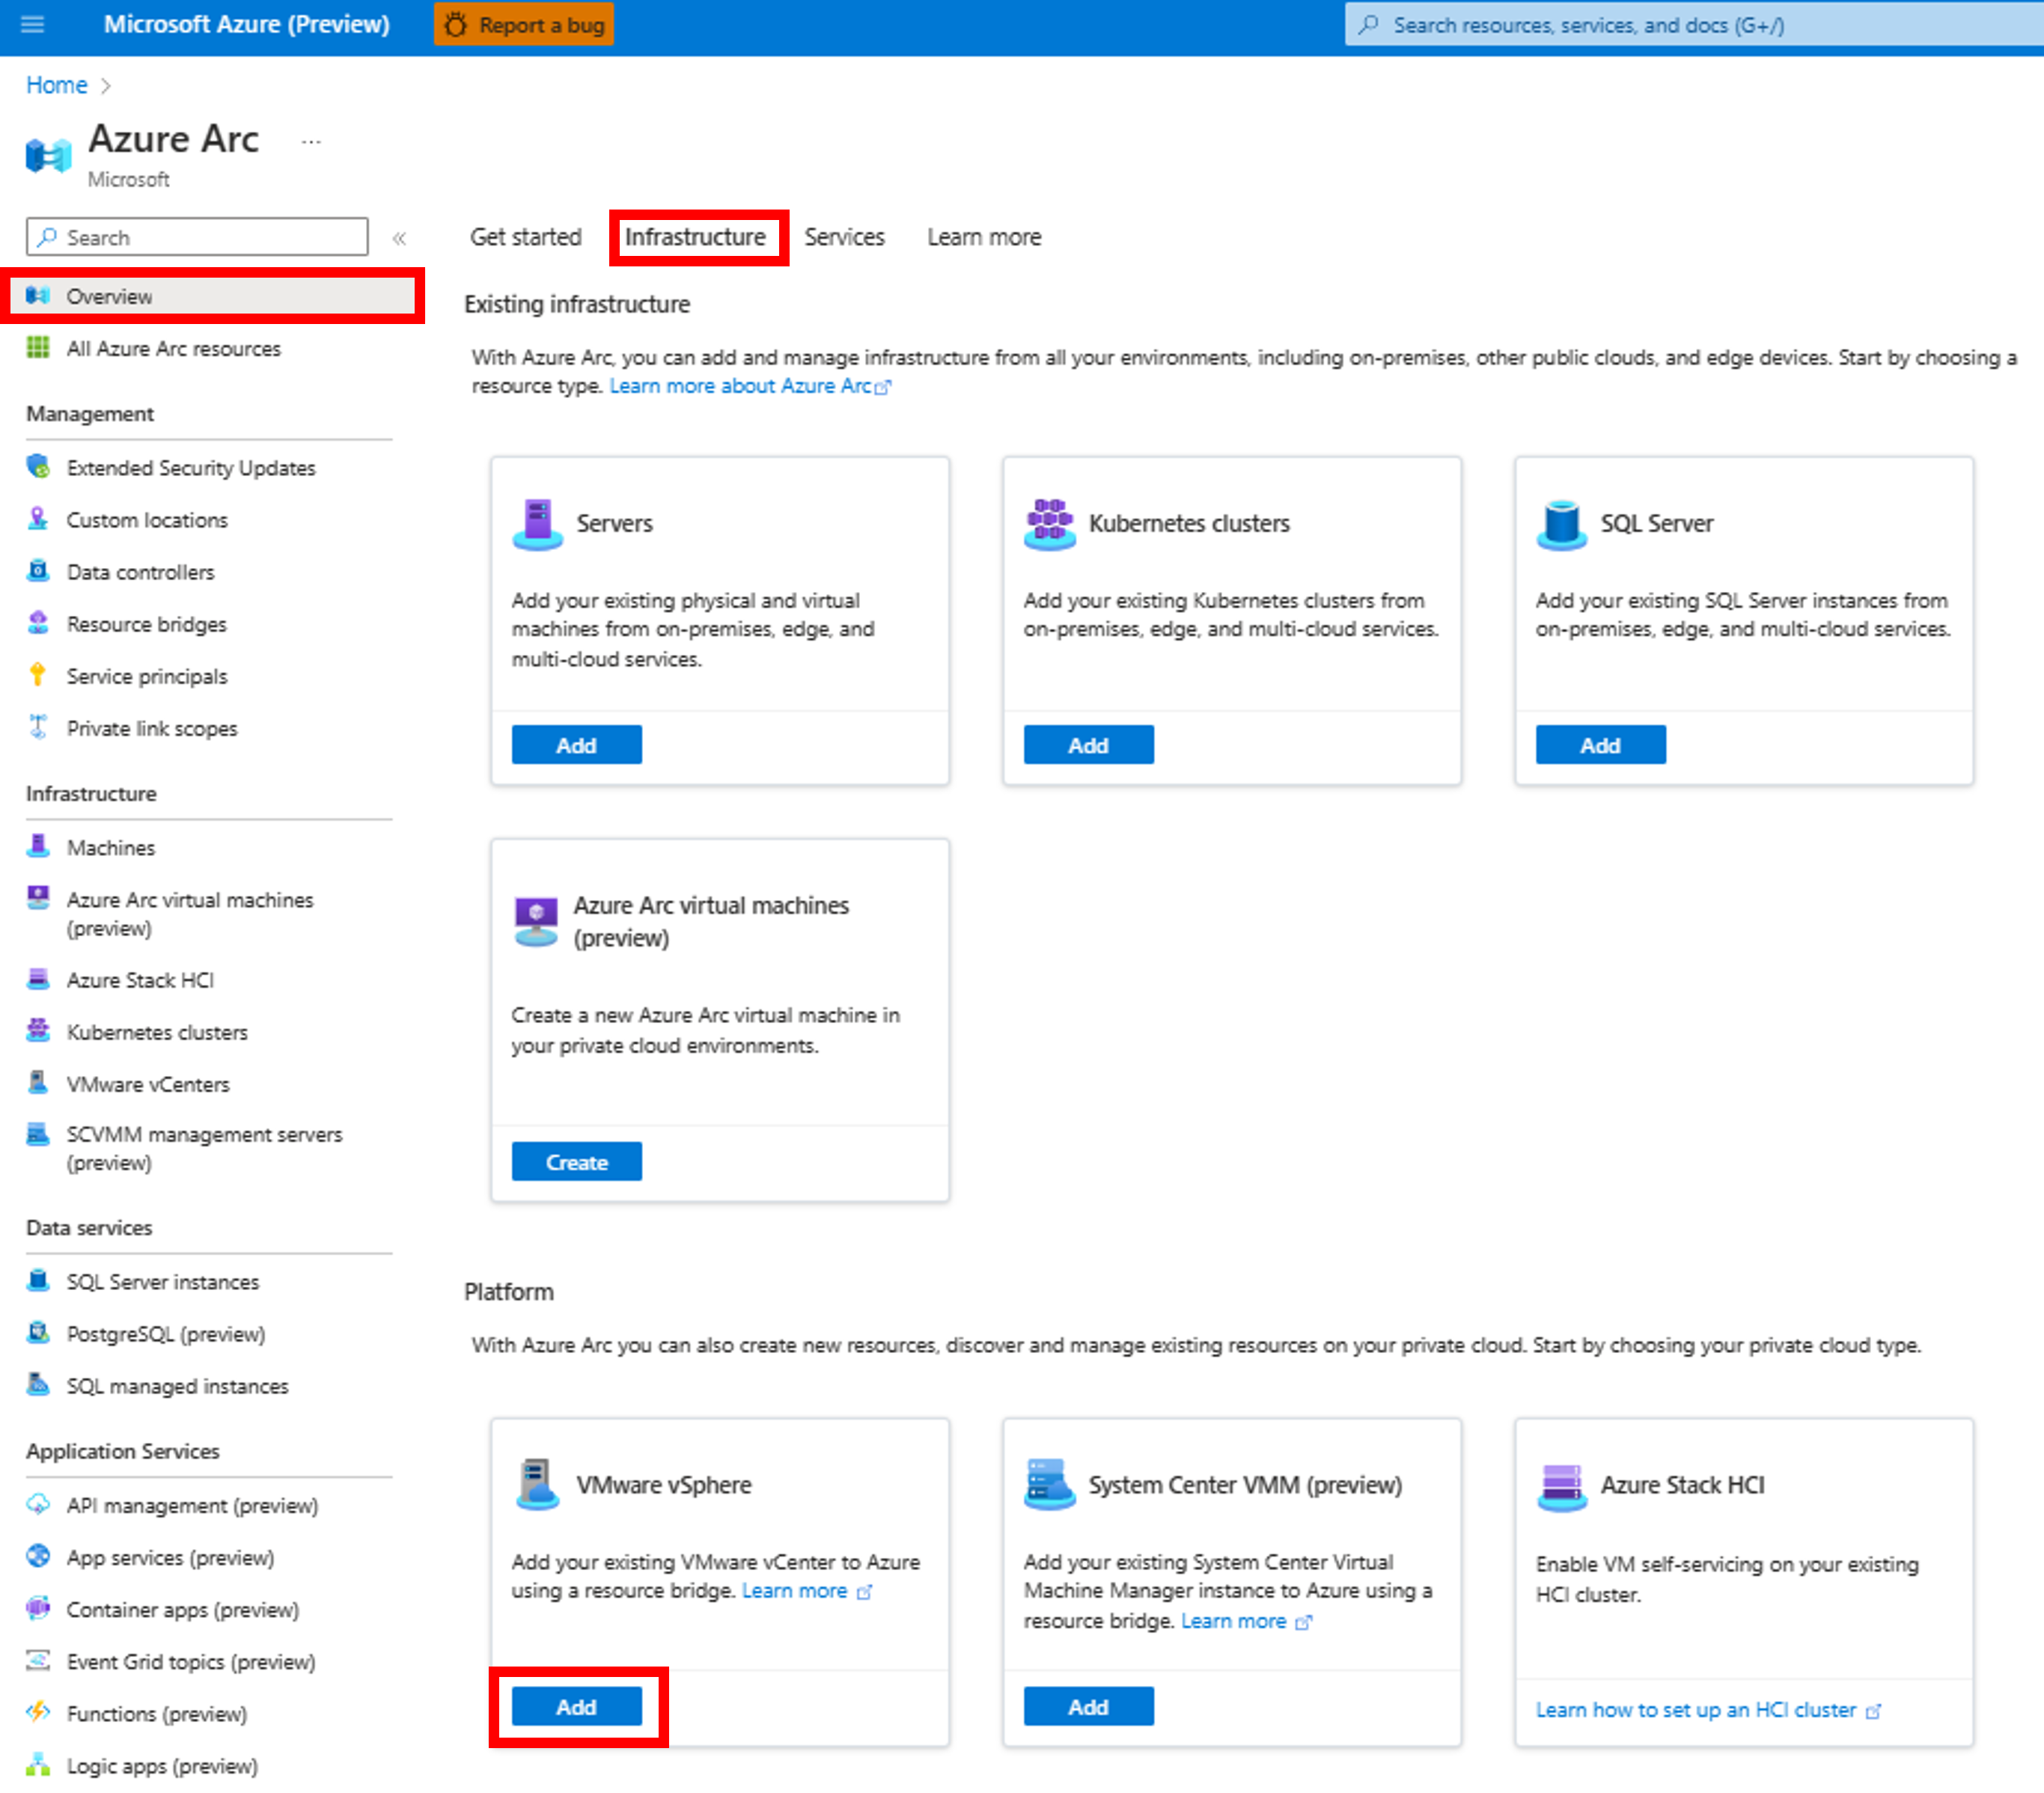 Microsoft Azure (Preview)
Report a bug
Search resources, services, and docs (G+/)
Home
Azure Arc
...
Microsoft
Search
«
Overview
All Azure Arc resources
Management
Extended Security Updates
Custom locations
Data controllers
Resource bridges
Service principals
Private link scopes
Infrastructure
Machines
Azure Arc virtual machines
(preview)
Azure Stack HCI
Kubernetes clusters
VMware vCenters
SCVMM management servers
(preview)
Data services
SQL Server instances
PostgreSQL (preview)
SQL managed instances
Application Services
API management (preview)
App services (preview)
Container apps (preview)
Event Grid topics (preview)
Functions (preview)
Logic apps (preview)
Get started
Infrastructure
Services
Learn more
Existing infrastructure
With Azure Arc, you can add and manage infrastructure from all your environments, including on-premises, other public clouds, and edge devices. Start by choosing a
resource type. Learn more about Azure Arc
Servers
Add your existing physical and virtual
machines from on-premises, edge, and
multi-cloud services.
Add
Kubernetes clusters
Add your existing Kubernetes clusters from
on-premises, edge, and multi-cloud services.
Add
SQL Server
Add your existing SQL Server instances from
on-premises, edge, and multi-cloud services.
Add
Azure Arc virtual machines
(preview)
Create a new Azure Arc virtual machine in
your private cloud environments.
Create
Platform
With Azure Arc you can also create new resources, discover and manage existing resources on your private cloud. Start by choosing your private cloud type.
VMware vSphere
Add your existing VMware vCenter to Azure
using a resource bridge. Learn more
Add
System Center VMM (preview)
Add your existing System Center Virtual
Machine Manager instance to Azure using a
resource bridge. Learn more
Add
Azure Stack HCI
Enable VM self-servicing on your existing
HCI cluster.
Learn how to set up an HCI cluster